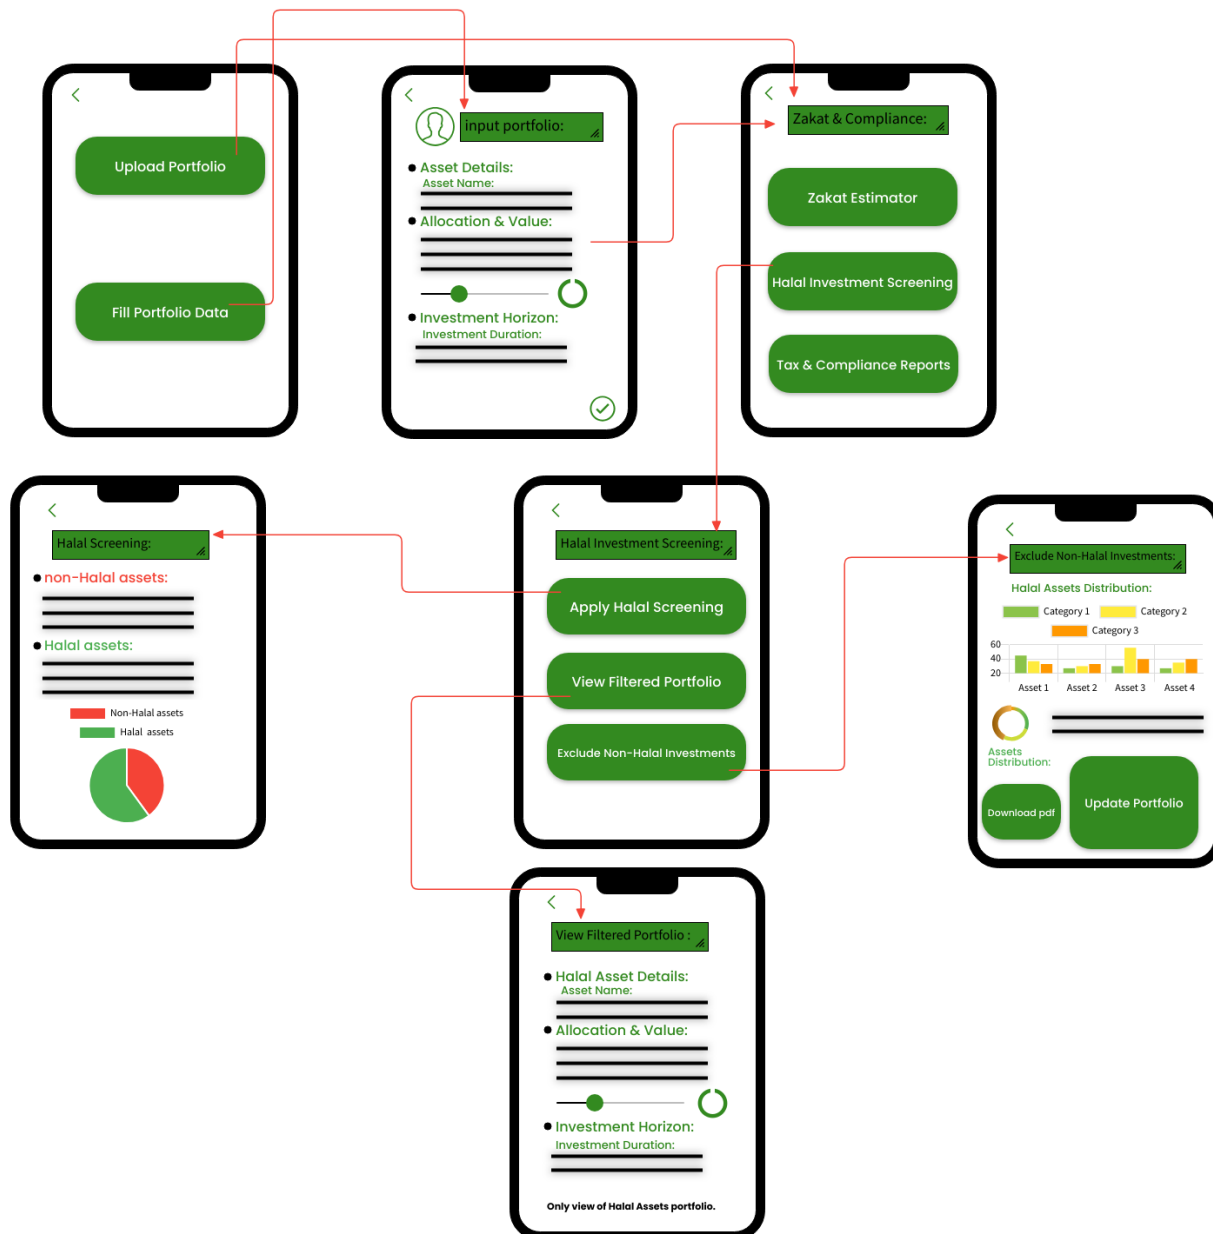 Upload Portfolio
Fill Portfolio Data
input portfolio:
Asset Details:
Asset Name:
Allocation & Value:
Investment Horizon:
Investment Duration:
Zakat & Compliance:
Zakat Estimator
Halal Investment Screening
Tax & Compliance Reports
Halal Screening:
non-Halal assets:
Halal assets:
Non-Halal assets
Halal assets
Halal Investment Screening:
Apply Halal Screening
View Filtered Portfolio
Exclude Non-Halal Investments
Exclude Non-Halal Investments:
Halal Assets Distribution:
Category 1
Category 2
Category 3
60
40
20
Asset 1
Asset 2
Asset 3
Asset 4
Assets
Distribution:
Download pdf
Update Portfolio
View Filtered Portfolio :
Halal Asset Details:
Asset Name:
Allocation & Value:
Investment Horizon:
Investment Duration:
Only view of Halal Assets portfolio.